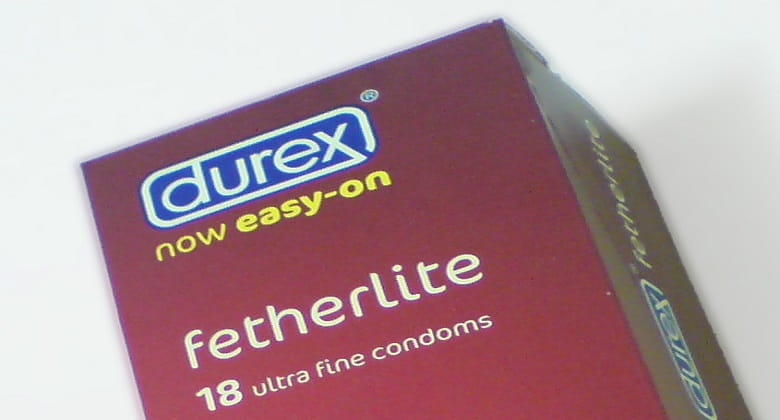 durex®
now easy-on
fetherlite
18 ultra fine condoms
durex fetherlite